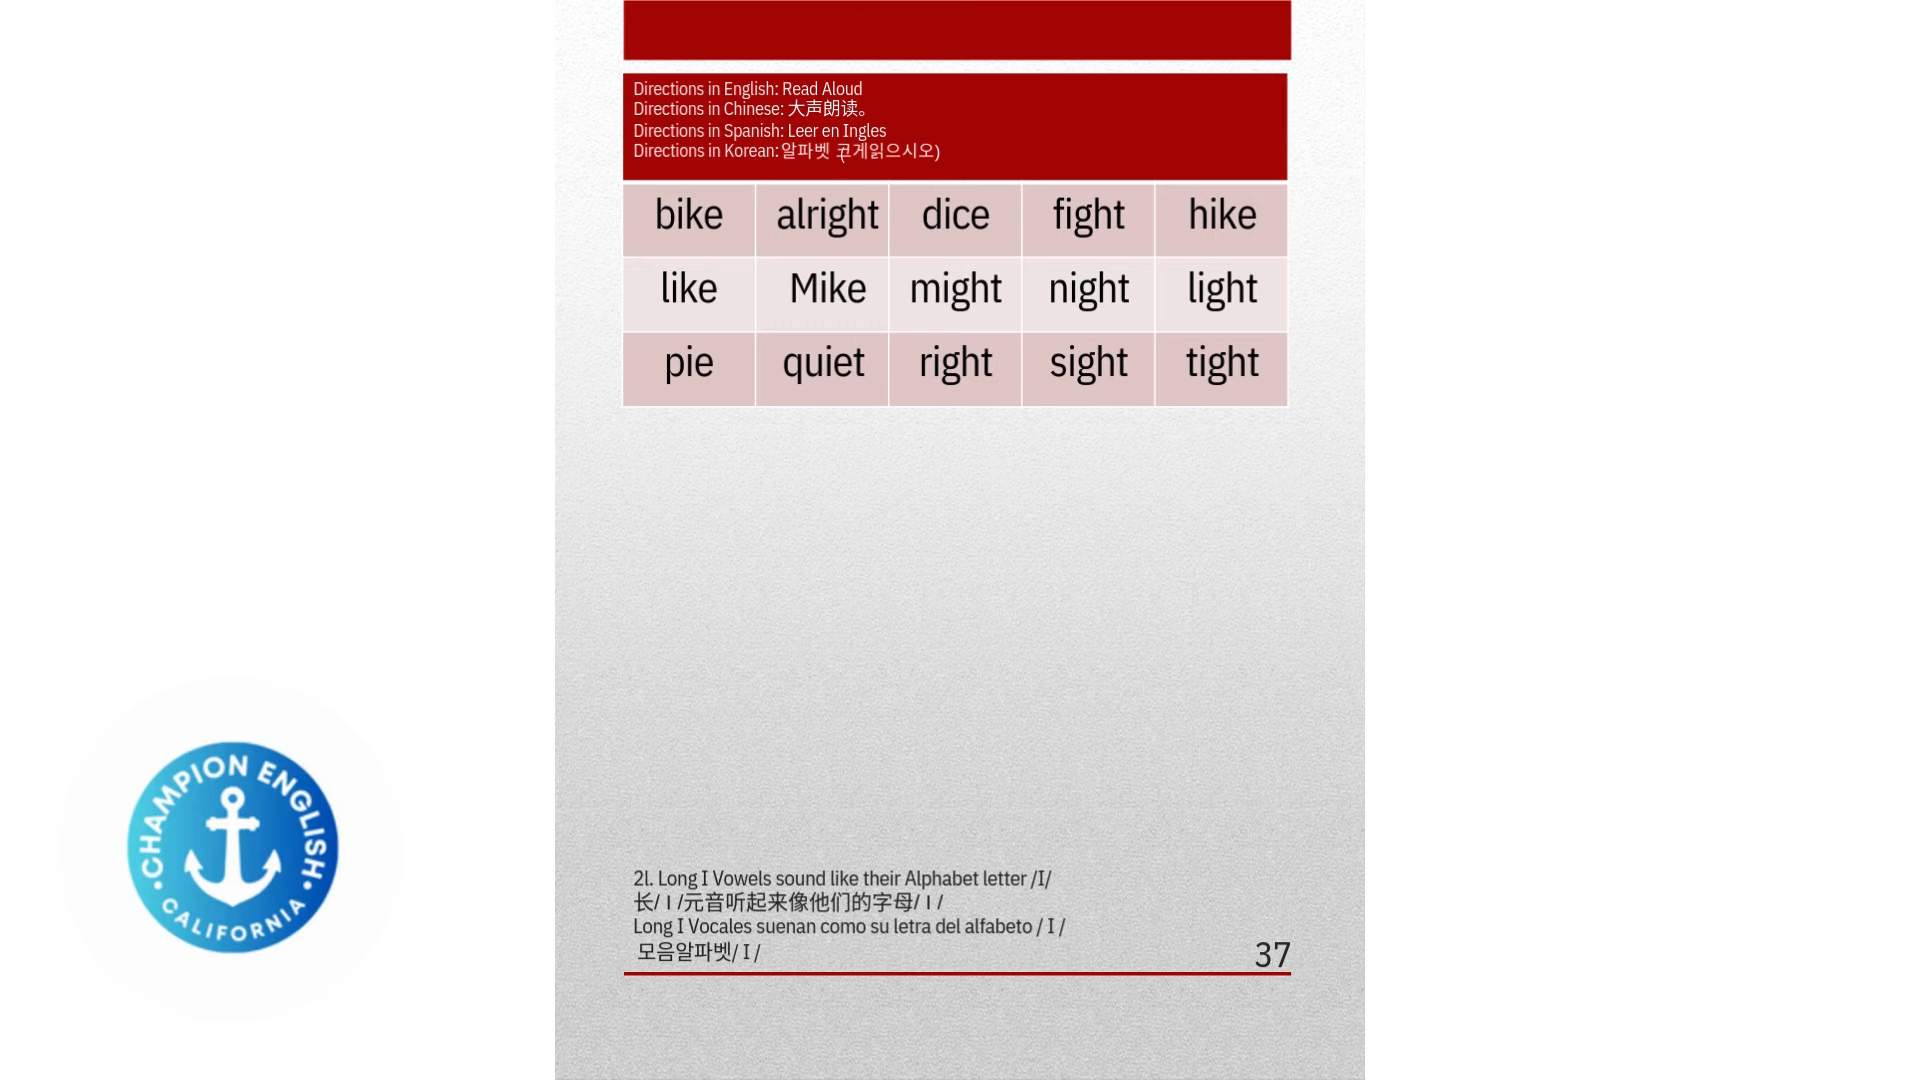 Directions in English: Read Aloud
Directions in Chinese: 大声朗读。
Directions in Spanish: Leer en Ingles
Directions in Korean: 알파벳 크게읽으시오)
bike alright dice fight hike
like Mike might night light
pie quiet right sight tight
CHAMPION ENGLISH
CALIFORNIA
2l. Long I Vowels sound like their Alphabet letter /I/
长/ I /元音听起来像他们的字母/ I /
Long I Vocales suenan como su letra del alfabeto / I /
모음알파벳/ I /
37